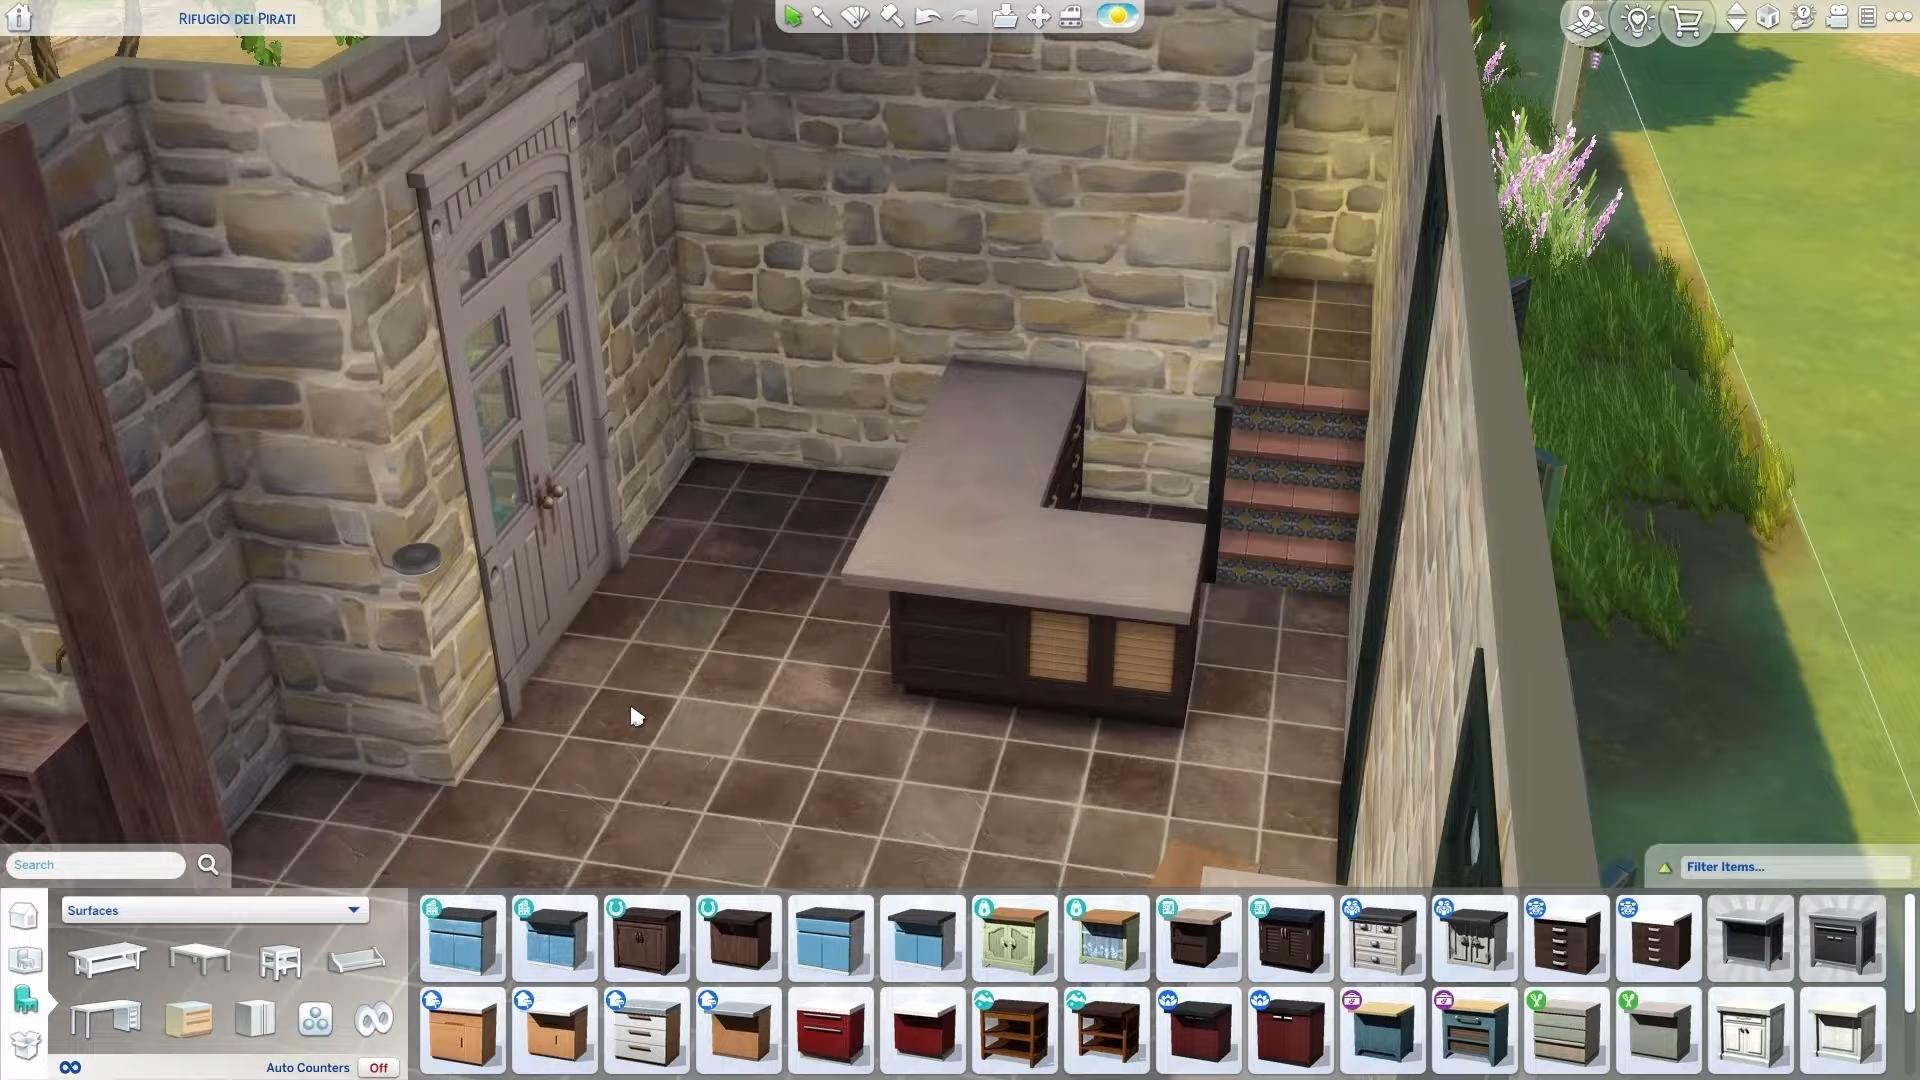 Rifugio dei Pirati
Search
Filter Items...
Surfaces
Auto Counters Off